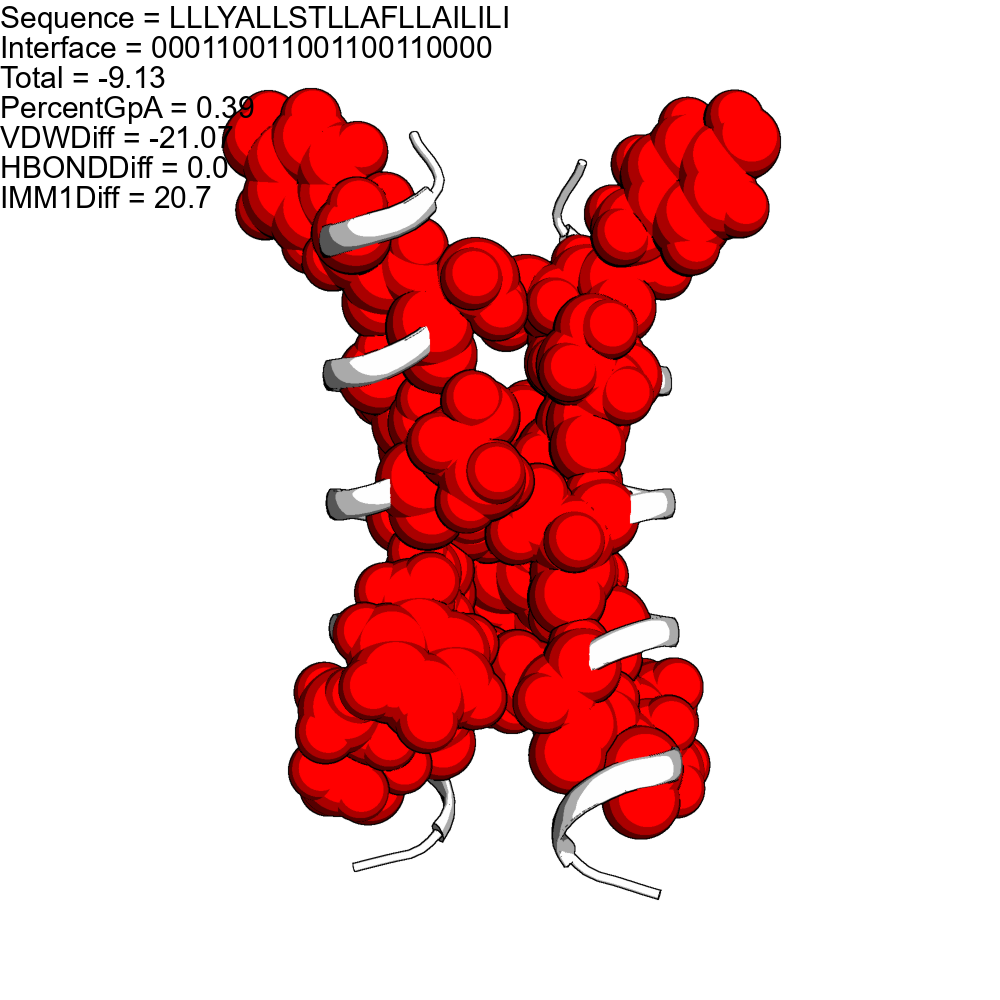 Sequence = LLLYALLSTLLAFLLAILILI
Interface = 000110011001100110000
Total = -9.13
PercentGpA = 0.39
VDWDiff = -21.07
HBONDDiff = 0.0
IMM1Diff = 20.7